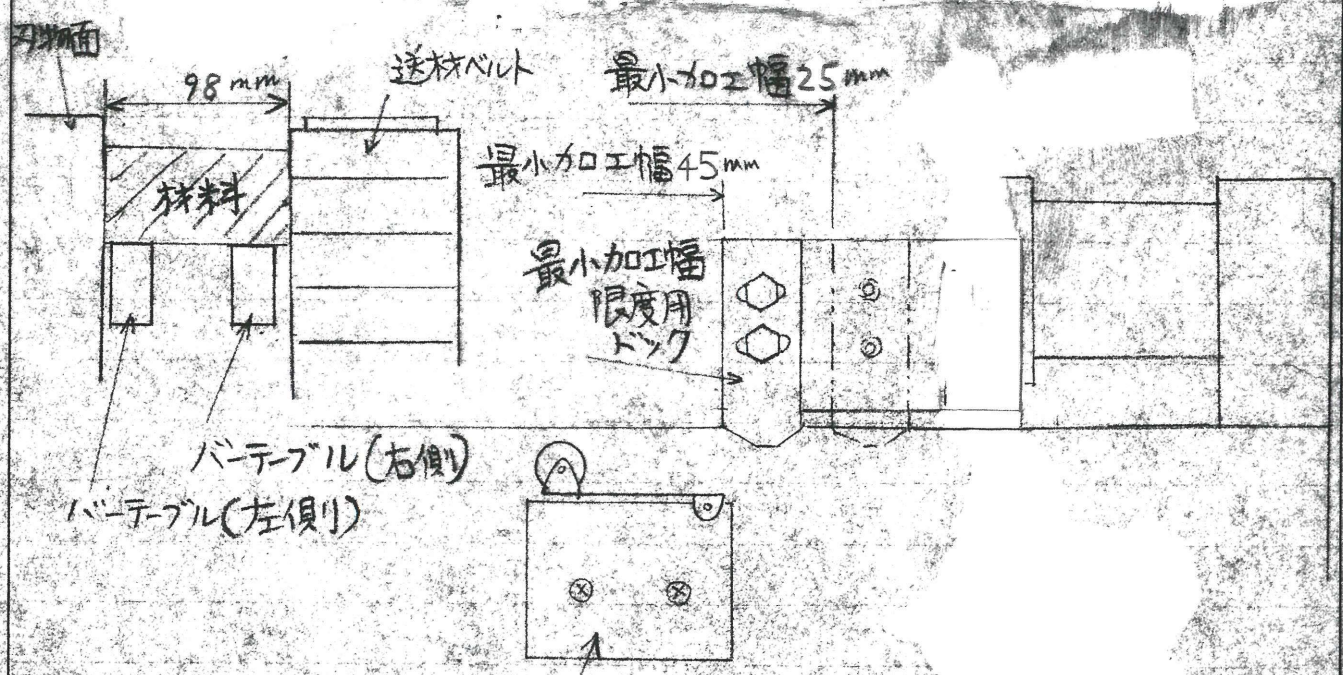 刃物面
98mm
送材ベルト
最小加工幅25mm
最小加工幅45mm
材料
最小加工幅
限度用
ドック
バーテーブル(右側)
バーテーブル(左側)